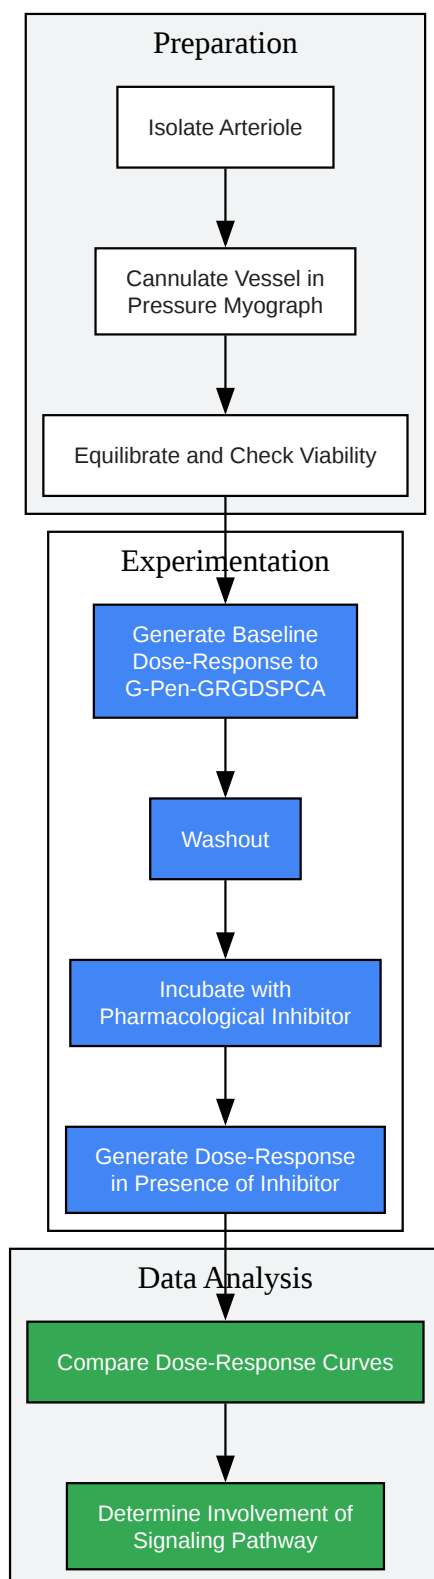 Preparation
Isolate Arteriole
Cannulate Vessel in
Pressure Myograph
Equilibrate and Check Viability
Experimentation
Generate Baseline
Dose-Response to
G-Pen-GRGDSPCA
Washout
Incubate with
Pharmacological Inhibitor
Generate Dose-Response
in Presence of Inhibitor
Data Analysis
Compare Dose-Response Curves
Determine Involvement of
Signaling Pathway